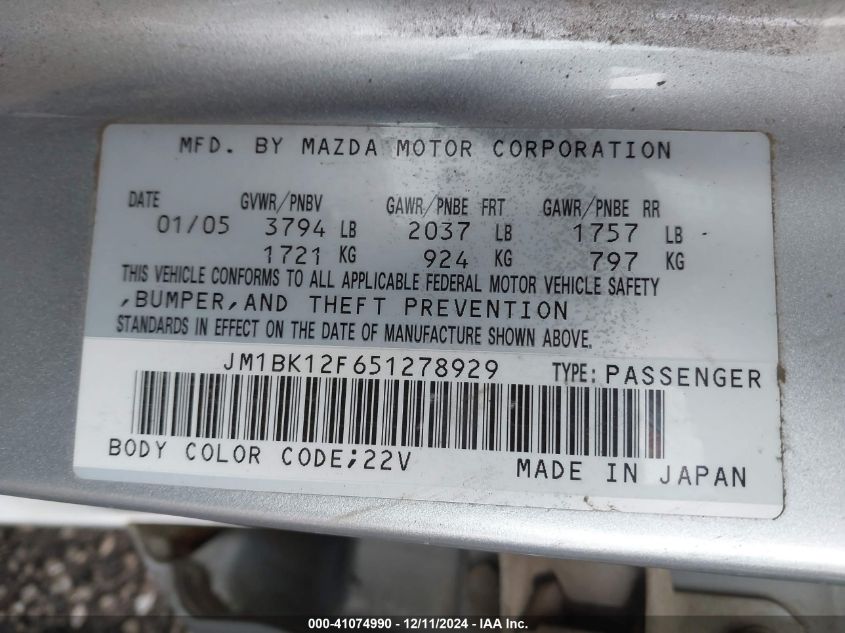 MFD. BY MAZDA MOTOR CORPORATION
DATE GVWR/PNBV GAWR/PNBE FRT GAWR/PNBE RR
01/05 3794 LB 2037 LB 1757 LB
1721 KG 924 KG 797 KG
THIS VEHICLE CONFORMS TO ALL APPLICABLE FEDERAL MOTOR VEHICLE SAFETY
,BUMPER,AND THEFT PREVENTION
STANDARDS IN EFFECT ON THE DATE OF MANUFACTURE SHOWN ABOVE.
JM1BK12F651278929 TYPE: PASSENGER
BODY COLOR CODE;22V MADE IN JAPAN
000-41074990 - 12/11/2024 - IAA Inc.